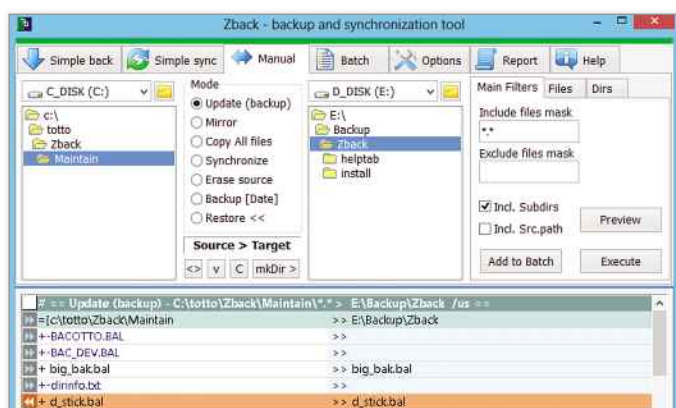 Zback - backup and synchronization tool
Simple back Simple sync Manual Batch Options Report Help
C_DISK (C:)
c:\
totto
Zback
Maintain
Mode
Update (backup)
Mirror
Copy All files
Synchronize
Erase source
Backup [Date]
Restore <<
Source > Target
<> v C mkDir >
D_DISK (E:)
E:\
Backup
Zback
helptab
install
Main Filters Files Dirs
Include files mask
*.*
Exclude files mask
Incl. Subdirs
Incl. Src.path
Preview
Add to Batch Execute
# == Update (backup) - C:\totto\Zback\Maintain\*.* > E:\Backup\Zback /us ==
=[c:\totto\Zback\Maintain >> E:\Backup\Zback
+-BACOTTO.BAL >>
+-BAC_DEV.BAL >>
+ big_bak.bal >> big_bak.bal
+-dirinfo.txt >>
+ d_stick.bal >> d_stick.bal